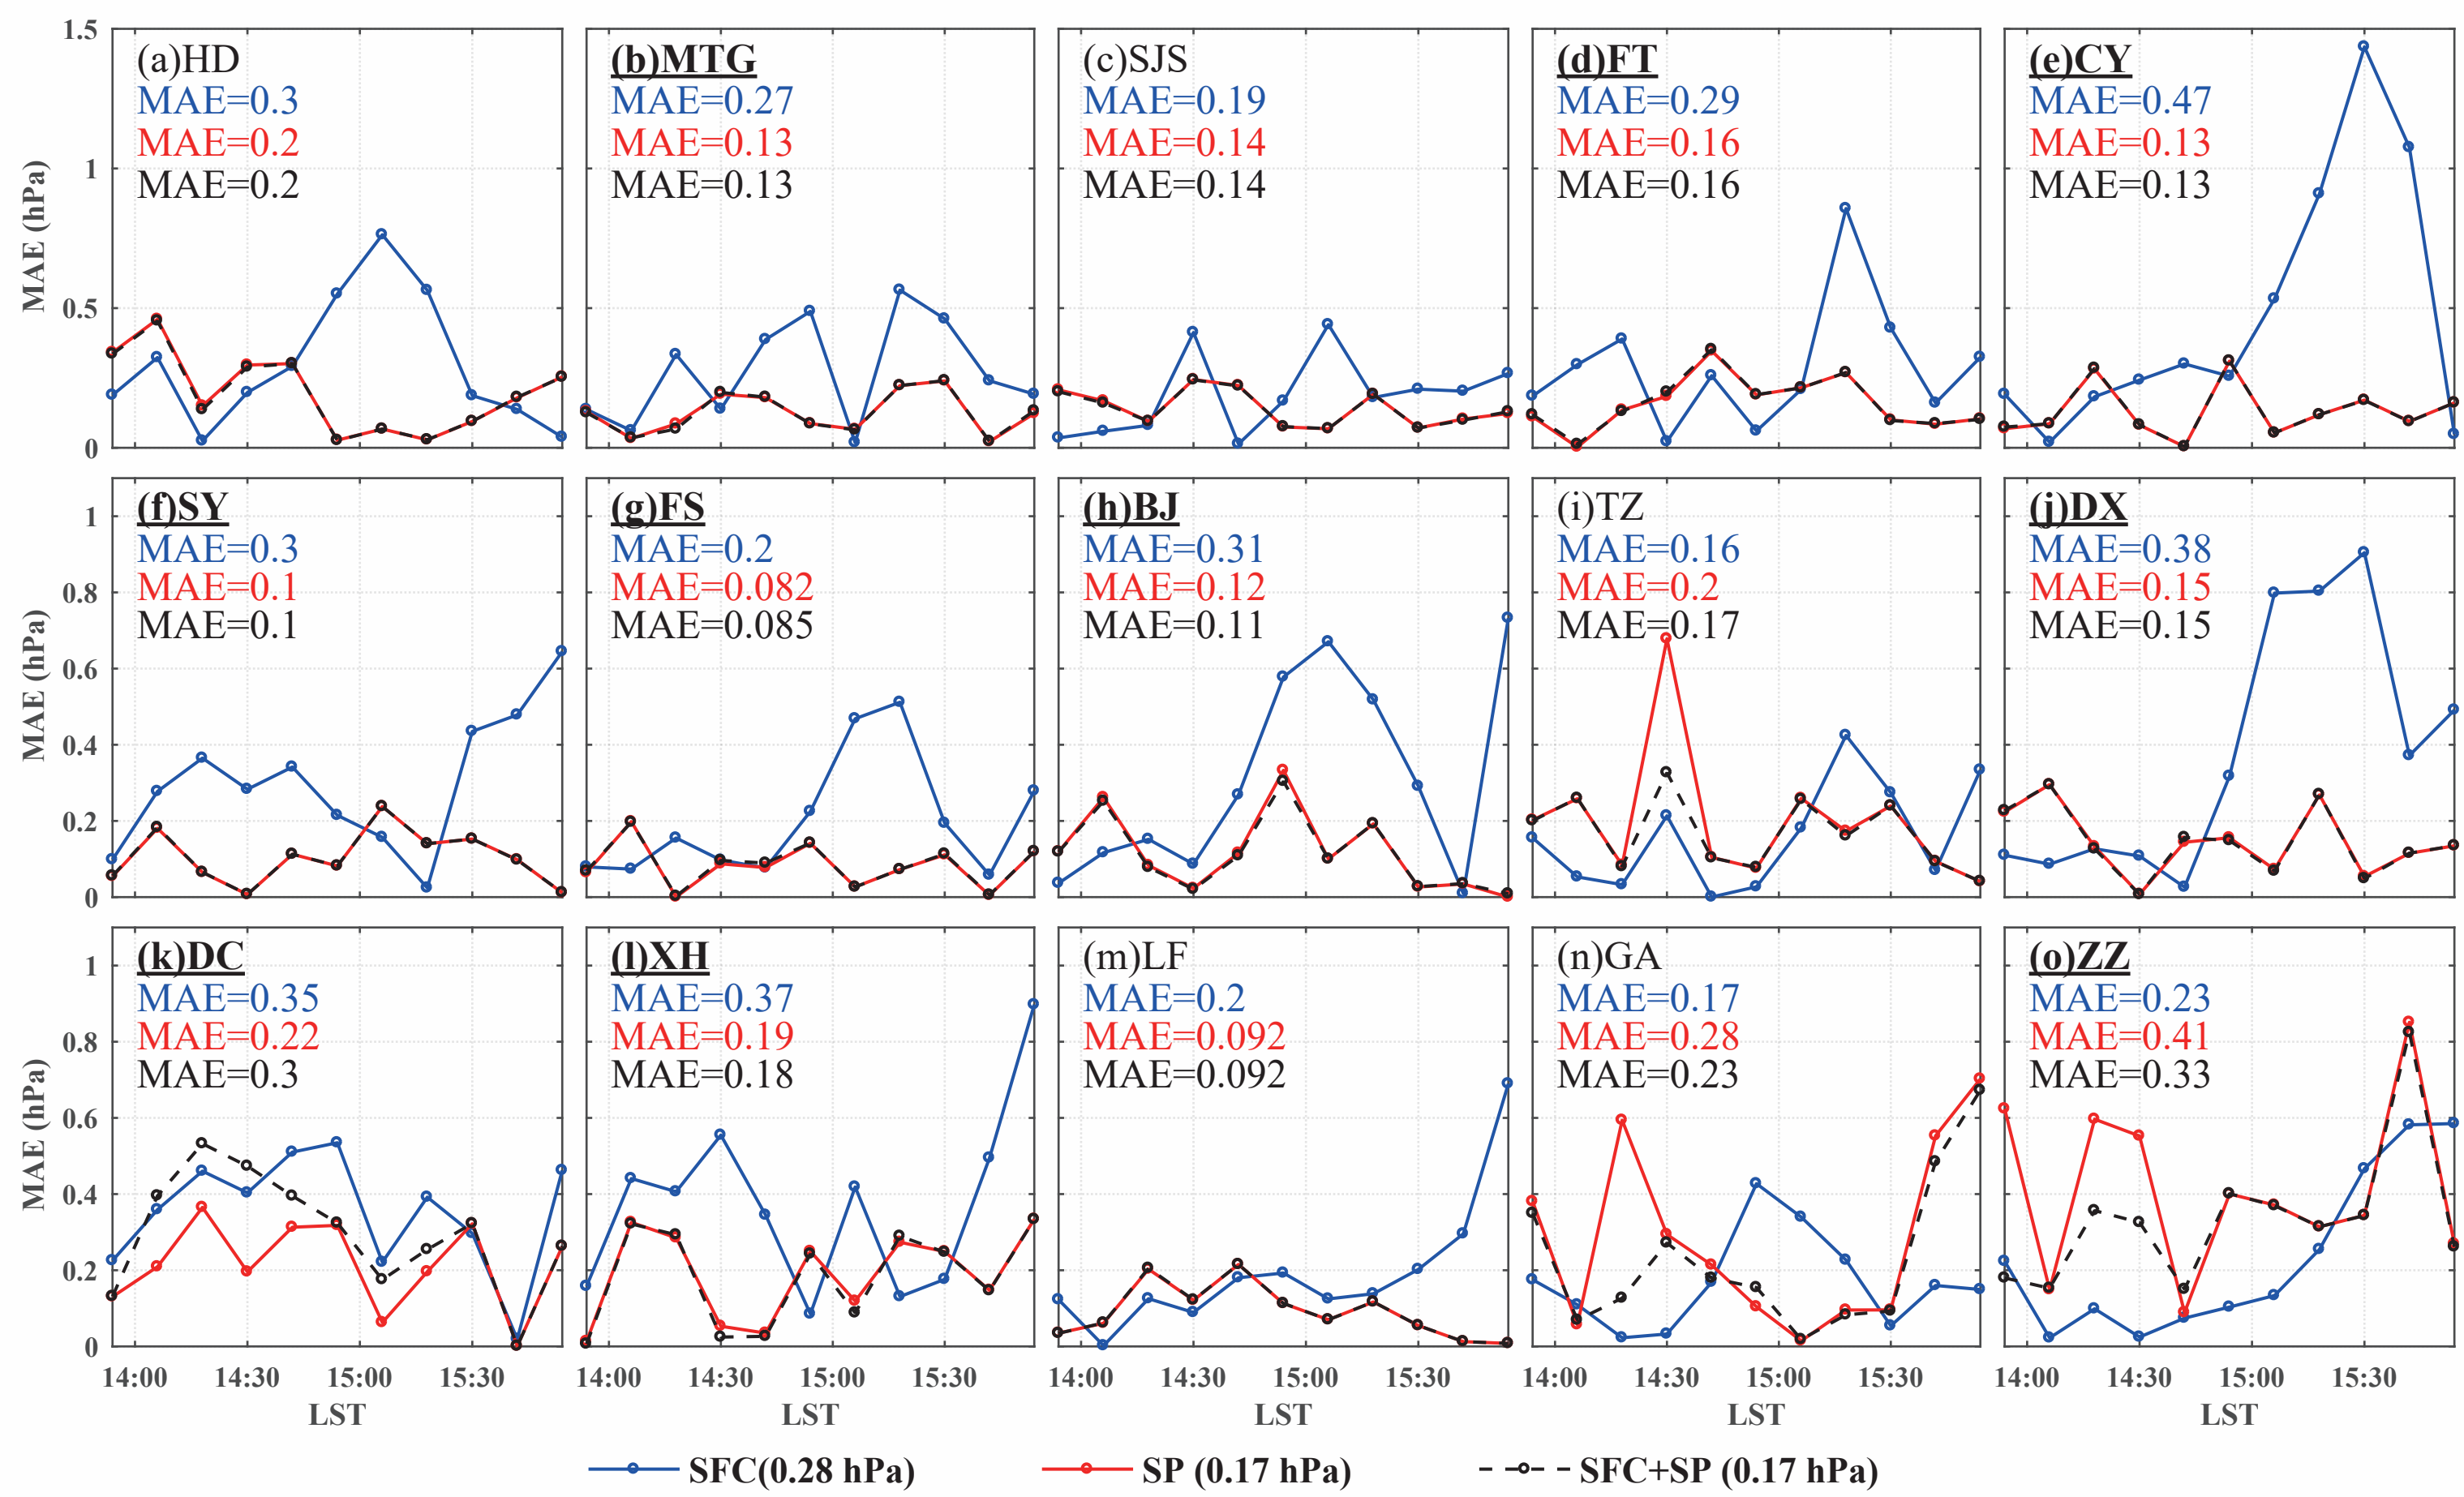 (a)HD
MAE=0.3
MAE=0.2
MAE=0.2
(b)MTG
MAE=0.27
MAE=0.13
MAE=0.13
(c)SJS
MAE=0.19
MAE=0.14
MAE=0.14
(d)FT
MAE=0.29
MAE=0.16
MAE=0.16
(e)CY
MAE=0.47
MAE=0.13
MAE=0.13
1.5
1
0.5
0
MAE (hPa)
(f)SY
MAE=0.3
MAE=0.1
MAE=0.1
(g)FS
MAE=0.2
MAE=0.082
MAE=0.085
(h)BJ
MAE=0.31
MAE=0.12
MAE=0.11
(i)TZ
MAE=0.16
MAE=0.2
MAE=0.17
(j)DX
MAE=0.38
MAE=0.15
MAE=0.15
1
0.8
0.6
0.4
0.2
0
MAE (hPa)
(k)DC
MAE=0.35
MAE=0.22
MAE=0.3
(l)XH
MAE=0.37
MAE=0.19
MAE=0.18
(m)LF
MAE=0.2
MAE=0.092
MAE=0.092
(n)GA
MAE=0.17
MAE=0.28
MAE=0.23
(o)ZZ
MAE=0.23
MAE=0.41
MAE=0.33
1
0.8
0.6
0.4
0.2
0
MAE (hPa)
14:00 14:30 15:00 15:30
14:00 14:30 15:00 15:30
14:00 14:30 15:00 15:30
14:00 14:30 15:00 15:30
14:00 14:30 15:00 15:30
LST
LST
LST
LST
LST
SFC(0.28 hPa)
SP (0.17 hPa)
SFC+SP (0.17 hPa)